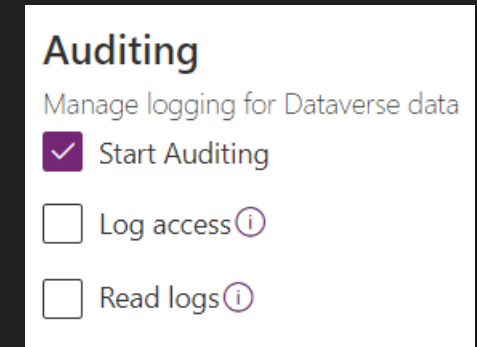 Auditing
Manage logging for Dataverse data
Start Auditing
Log access
Read logs